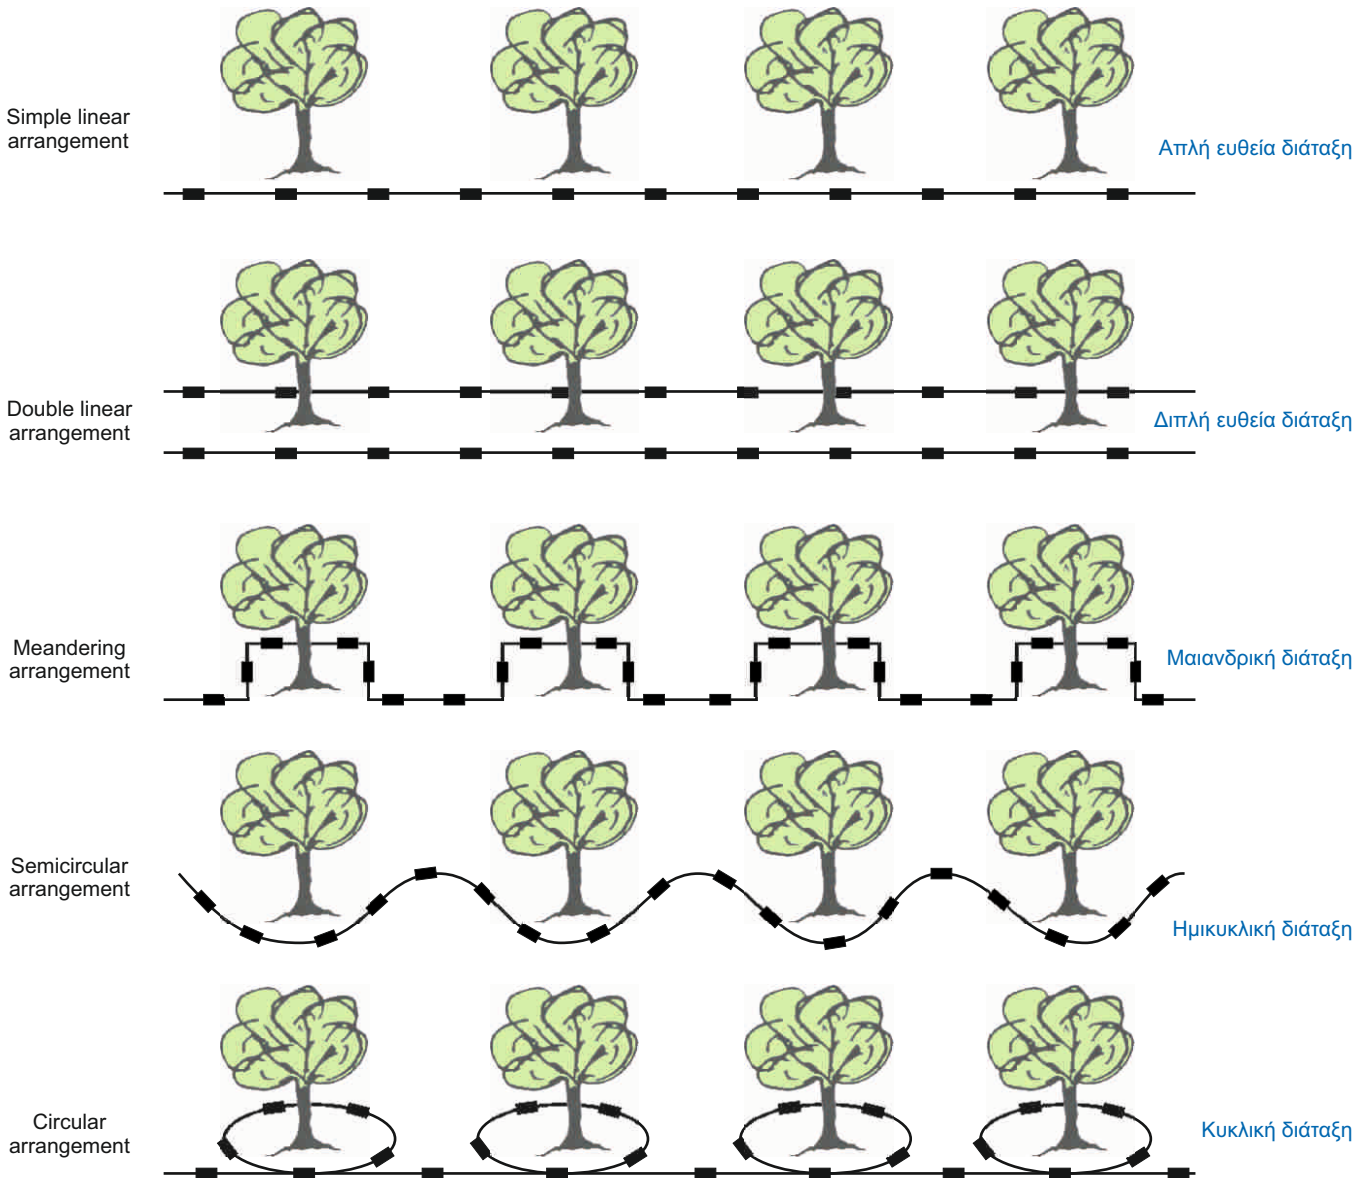 Simple linear
arrangement
Απλή ευθεία διάταξη
Double linear
arrangement
Διπλή ευθεία διάταξη
Meandering
arrangement
Μαιανδρική διάταξη
Semicircular
arrangement
Ημικυκλική διάταξη
Circular
arrangement
Κυκλική διάταξη